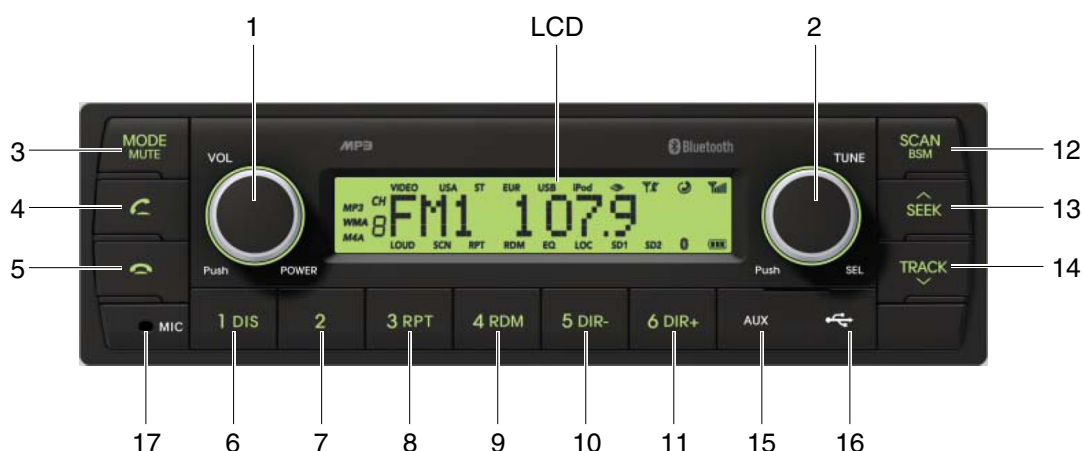 1 LCD 2
MODE
MUTE
VOL
MP3
Bluetooth
TUNE
SCAN
BSM
3
12
VIDEO USA ST EUR USB iPod
MP3 CH
WMA
M4A
8
FM1 107.9
LOUD SCN RPT RDM EQ LOC SD1 SD2
4
SEEK
13
5
Push POWER
Push SEL
TRACK
14
MIC
1 DIS
2
3 RPT
4 RDM
5 DIR-
6 DIR+
AUX
17 6 7 8 9 10 11 15 16